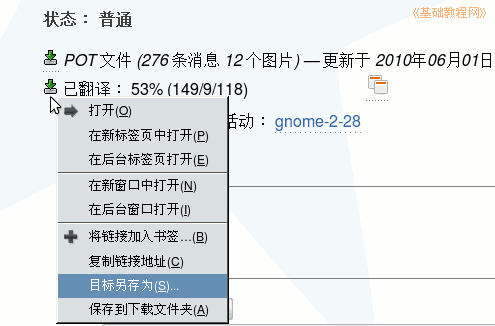 《基础教程网》
状态： 普通
POT 文件 (276 条消息 12 个图片) — 更新于 2010年06月01日
已翻译： 53% (149/9/118)
活动： gnome-2-28
打开(O)
在新标签页中打开(P)
在后台标签页打开(E)
在新窗口中打开(N)
在后台窗口打开(I)
将链接加入书签...(B)
复制链接地址(C)
目标另存为(S)...
保存到下载文件夹(A)